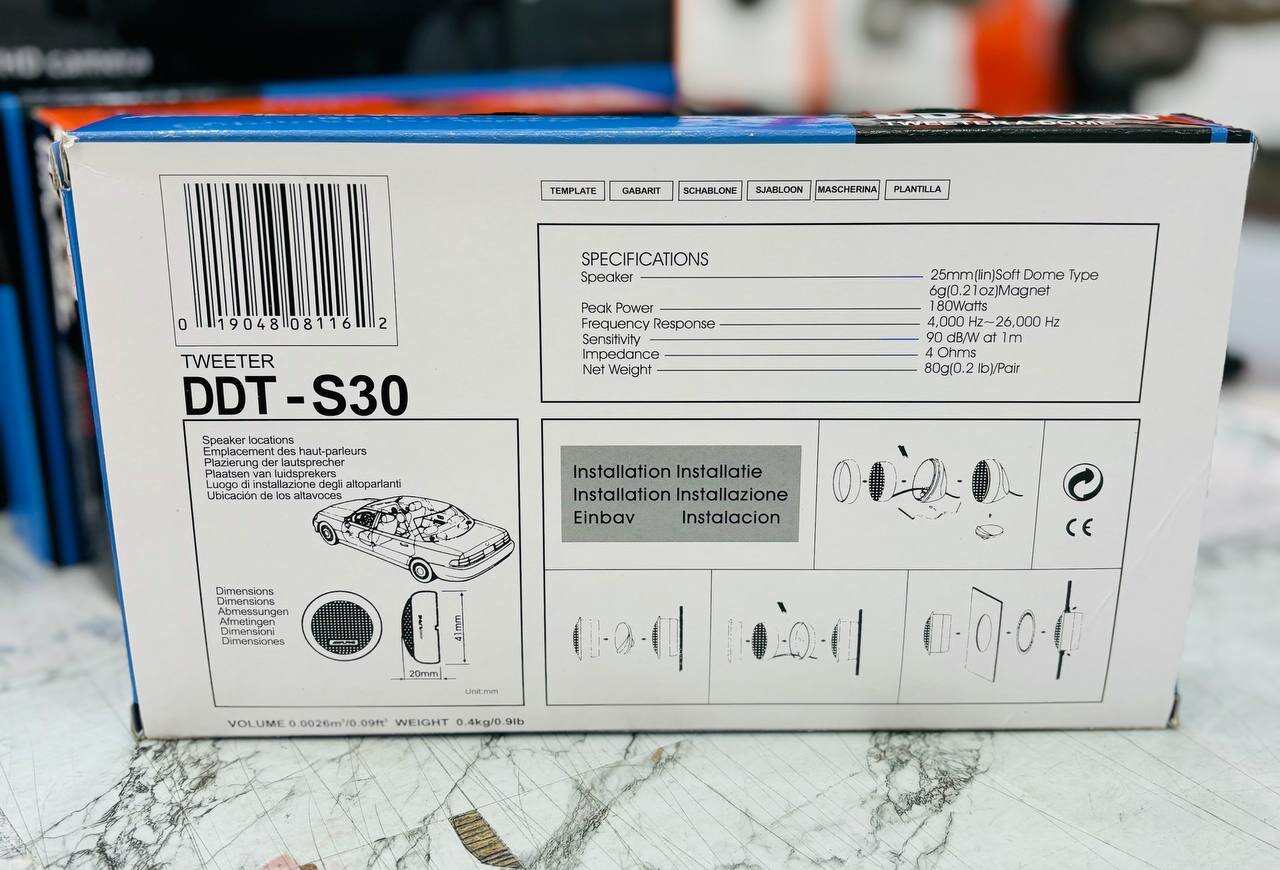 HD camera
TEMPLATE GABARIT SCHABLONE SJABLOON MASCHERINA PLANTILLA
0 19048 08116 2
TWEETER
DDT-S30
SPECIFICATIONS
Speaker 25mm(lin)Soft Dome Type
6g(0.21oz)Magnet
Peak Power 180Watts
Frequency Response 4,000 Hz~26,000 Hz
Sensitivity 90 dB/W at 1m
Impedance 4 Ohms
Net Weight 80g(0.2 lb)/Pair
Speaker locations
Emplacement des haut-parleurs
Plazierung der lautsprecher
Plaatsen van luidsprekers
Luogo di installazione degli altoparlanti
Ubicación de los altavoces
Dimensions
Dimensions
Abmessungen
Afmetingen
Dimensioni
Dimensiones
41mm
20mm
Unit:mm
Installation Installatie
Installation Installazione
Einbav Instalacion
CE
VOLUME 0.0026m³/0.09ft³ WEIGHT 0.4kg/0.9lb